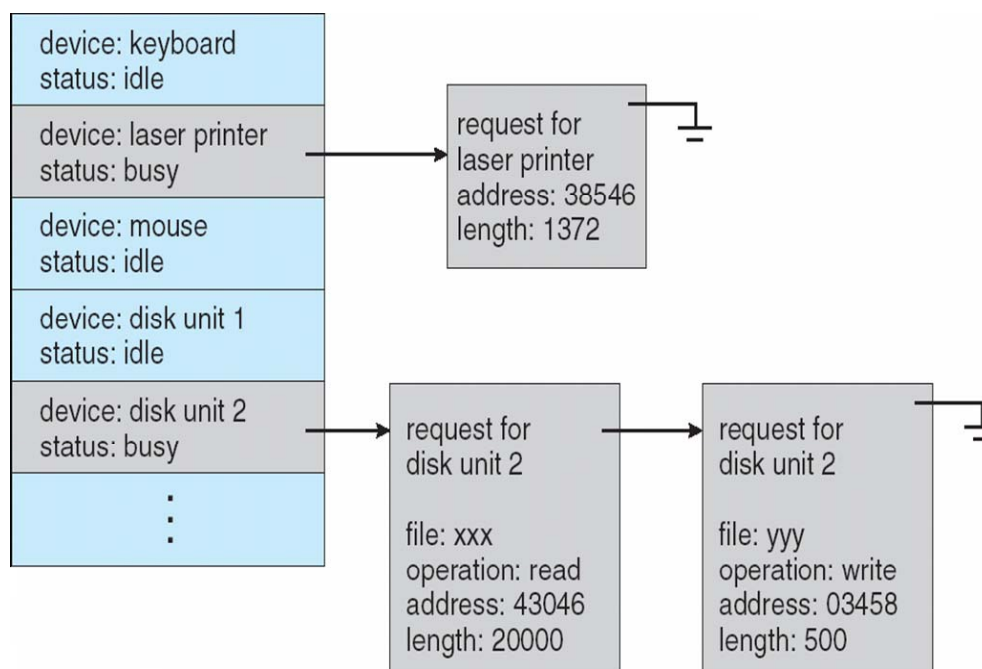 device: keyboard
status: idle
device: laser printer
status: busy
device: mouse
status: idle
device: disk unit 1
status: idle
device: disk unit 2
status: busy
request for
laser printer
address: 38546
length: 1372
request for
disk unit 2
file: xxx
operation: read
address: 43046
length: 20000
request for
disk unit 2
file: yyy
operation: write
address: 03458
length: 500